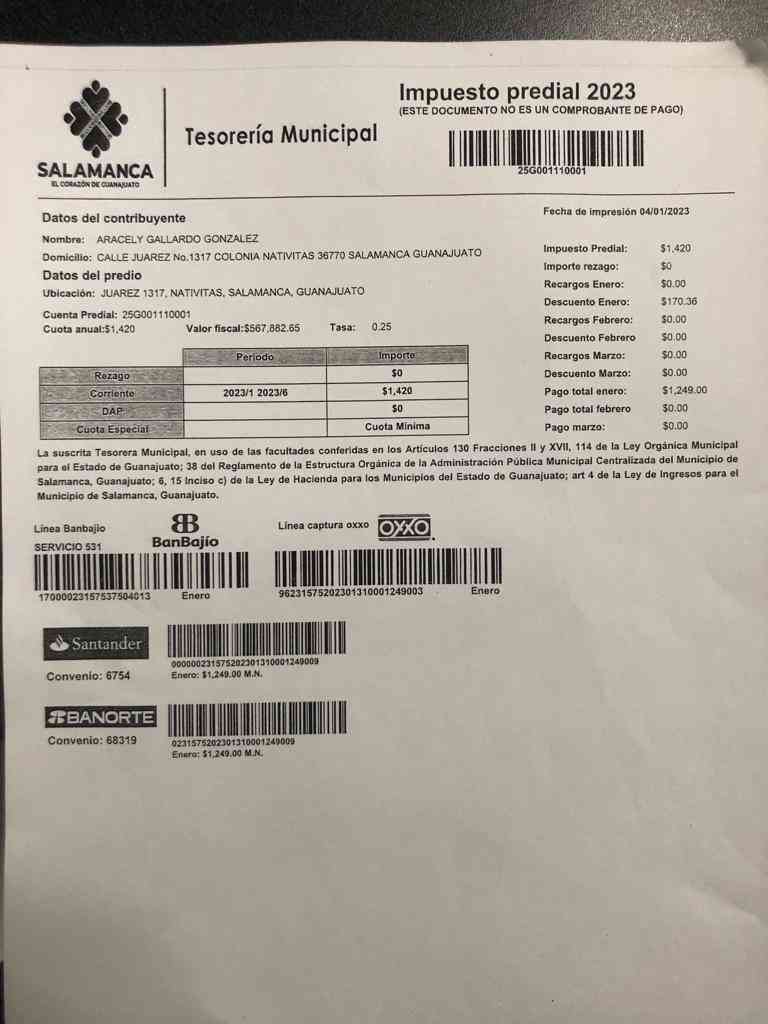 Impuesto predial 2023
(ESTE DOCUMENTO NO ES UN COMPROBANTE DE PAGO)
SALAMANCA
EL CORAZÓN DE GUANAJUATO
Tesorería Municipal
25G001110001
Fecha de impresión 04/01/2023
Datos del contribuyente
Nombre: ARACELY GALLARDO GONZALEZ
Domicilio: CALLE JUAREZ No.1317 COLONIA NATIVITAS 36770 SALAMANCA GUANAJUATO
Datos del predio
Ubicación: JUAREZ 1317, NATIVITAS, SALAMANCA, GUANAJUATO
Cuenta Predial: 25G001110001
Cuota anual:$1,420 Valor fiscal:$567,882.65 Tasa: 0.25
Periodo Importe
Rezago $0
Corriente 2023/1 2023/6 $1,420
DAP $0
Cuota Especial Cuota Mínima
Impuesto Predial: $1,420
Importe rezago: $0
Recargos Enero: $0.00
Descuento Enero: $170.36
Recargos Febrero: $0.00
Descuento Febrero $0.00
Recargos Marzo: $0.00
Descuento Marzo: $0.00
Pago total enero: $1,249.00
Pago total febrero $0.00
Pago marzo: $0.00
La suscrita Tesorera Municipal, en uso de las facultades conferidas en los Artículos 130 Fracciones II y XVII, 114 de la Ley Orgánica Municipal
para el Estado de Guanajuato; 38 del Reglamento de la Estructura Orgánica de la Administración Pública Municipal Centralizada del Municipio de
Salamanca, Guanajuato; 6, 15 Inciso c) de la Ley de Hacienda para los Municipios del Estado de Guanajuato; art 4 de la Ley de Ingresos para el
Municipio de Salamanca, Guanajuato.
Línea Banbajio
SERVICIO 531
BanBajío
17000023157537504013 Enero
Línea captura oxxo OXXO
96231575202301310001249003 Enero
Santander
Convenio: 6754
000000231575202301310001249009
Enero: $1,249.00 M.N.
BANORTE
Convenio: 68319
0231575202301310001249009
Enero: $1,249.00 M.N.